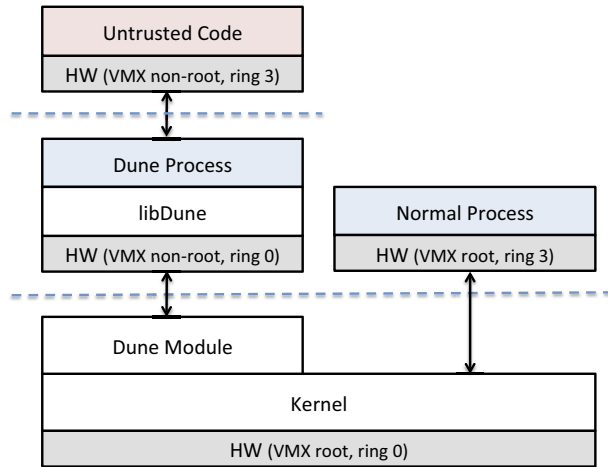 Untrusted Code
HW (VMX non-root, ring 3)
Dune Process
libDune
HW (VMX non-root, ring 0)
Normal Process
HW (VMX root, ring 3)
Dune Module
Kernel
HW (VMX root, ring 0)